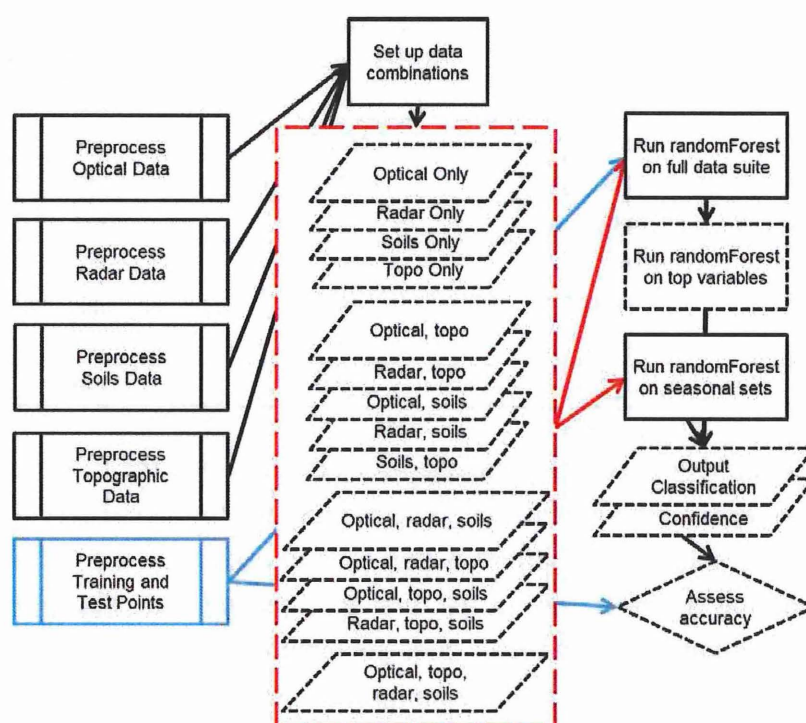 Set up data
combinations
Preprocess
Optical Data
Preprocess
Radar Data
Preprocess
Soils Data
Preprocess
Topographic
Data
Preprocess
Training and
Test Points
Optical Only
Radar Only
Soils Only
Topo Only
Optical, topo
Radar, topo
Optical, soils
Radar, soils
Soils, topo
Optical, radar, soils
Optical, radar, topo
Optical, topo, soils
Radar, topo, soils
Optical, topo,
radar, soils
Run randomForest
on full data suite
Run randomForest
on top variables
Run randomForest
on seasonal sets
Output
Classification
Confidence
Assess
accuracy